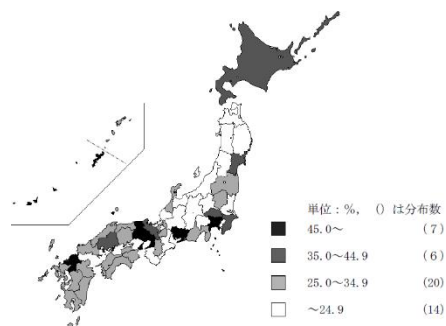 単位：％， （）は分布数
45.0～ （7）
35.0～44.9 （6）
25.0～34.9 （20）
～24.9 （14）